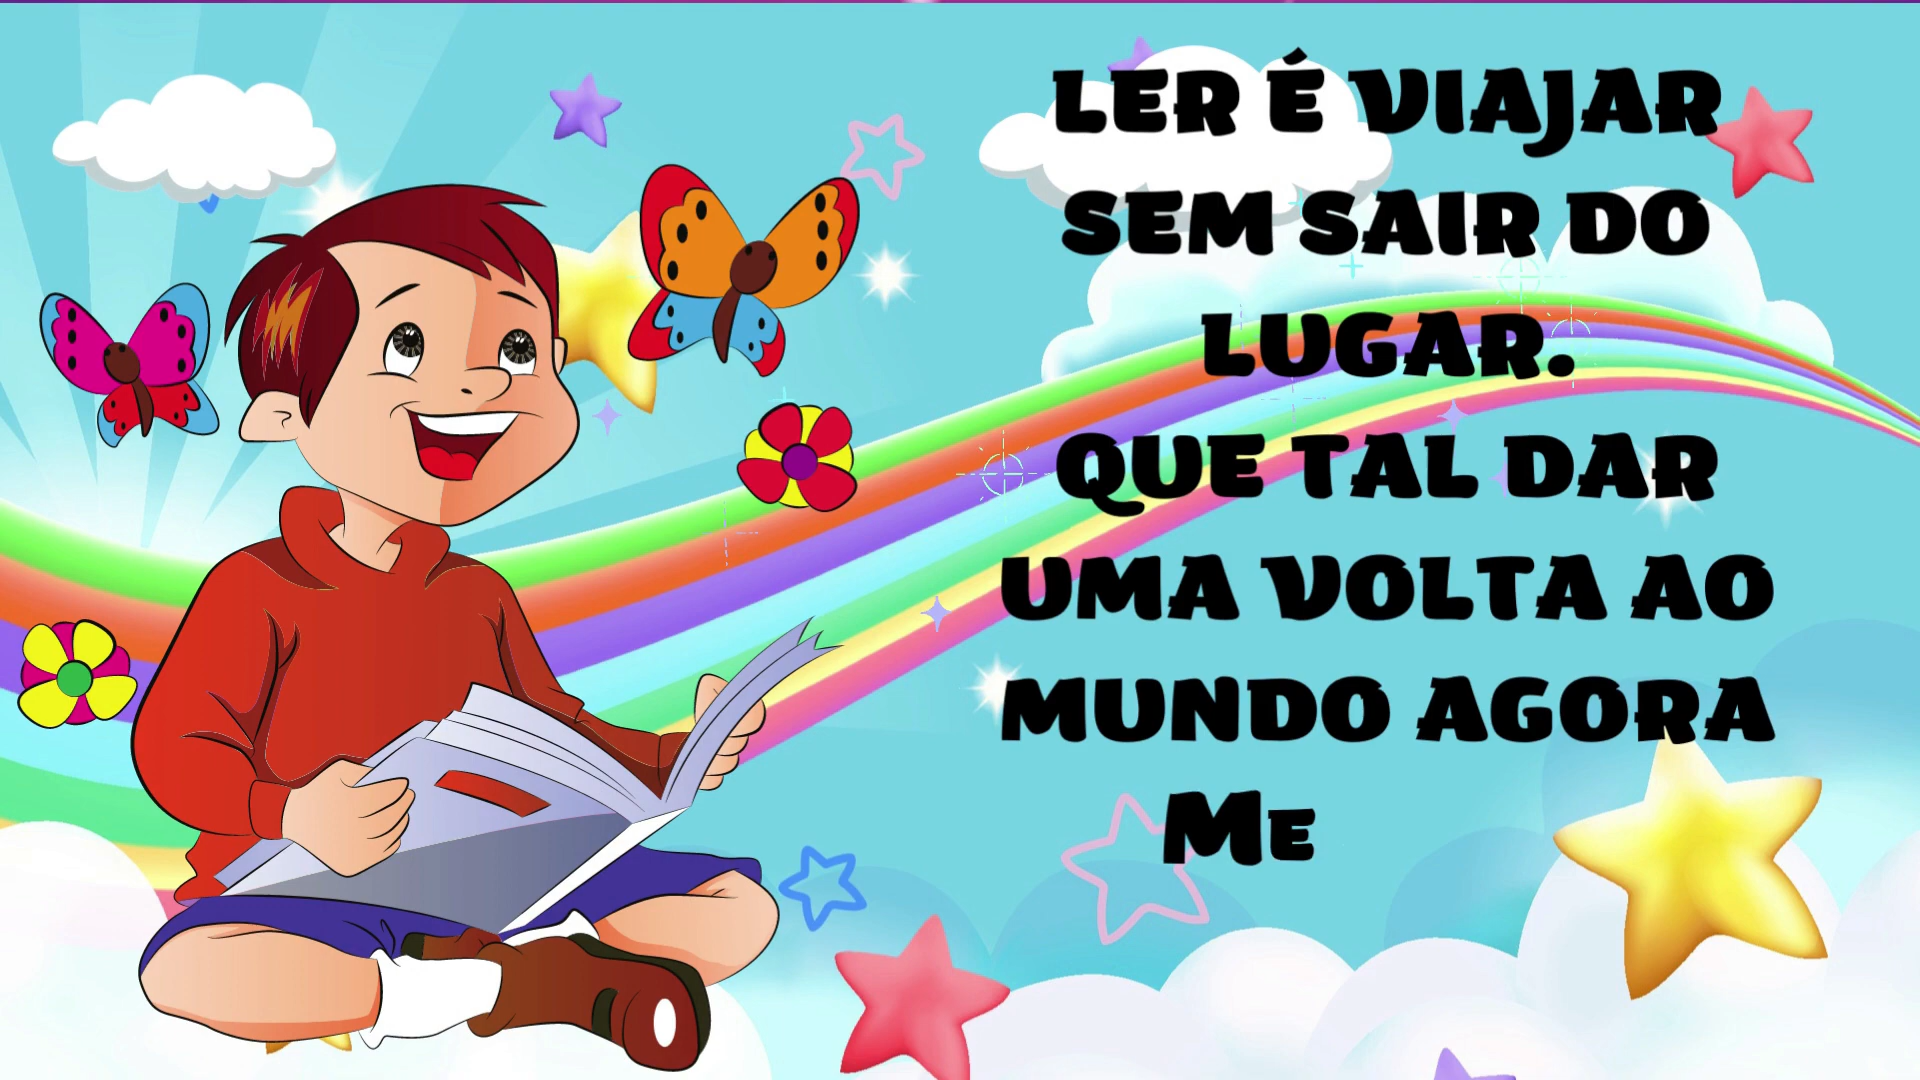 LER É VIAJAR
SEM SAIR DO
LUGAR.
QUE TAL DAR
UMA VOLTA AO
MUNDO AGORA
ME